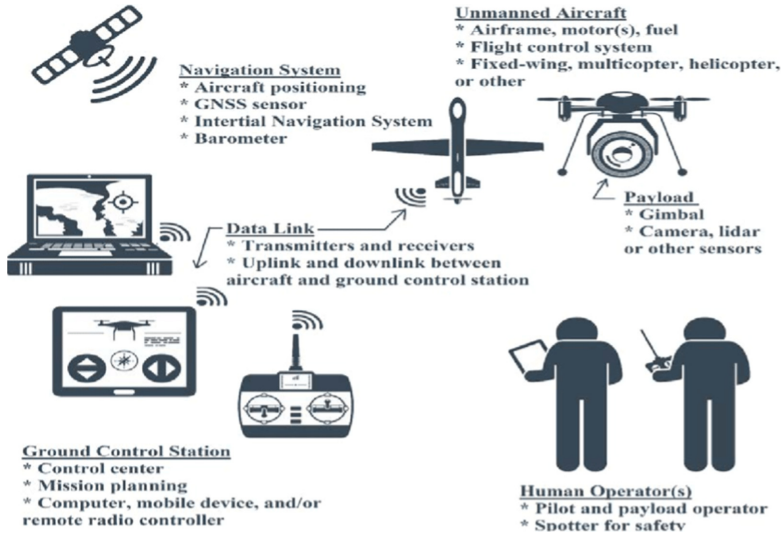 Unmanned Aircraft
* Airframe, motor(s), fuel
* Flight control system
* Fixed-wing, multicopter, helicopter,
or other
Navigation System
* Aircraft positioning
* GNSS sensor
* Intertial Navigation System
* Barometer
Payload
* Gimbal
* Camera, lidar
or other sensors
Data Link
* Transmitters and receivers
* Uplink and downlink between
aircraft and ground control station
Ground Control Station
* Control center
* Mission planning
* Computer, mobile device, and/or
remote radio controller
Human Operator(s)
* Pilot and payload operator
* Spotter for safety